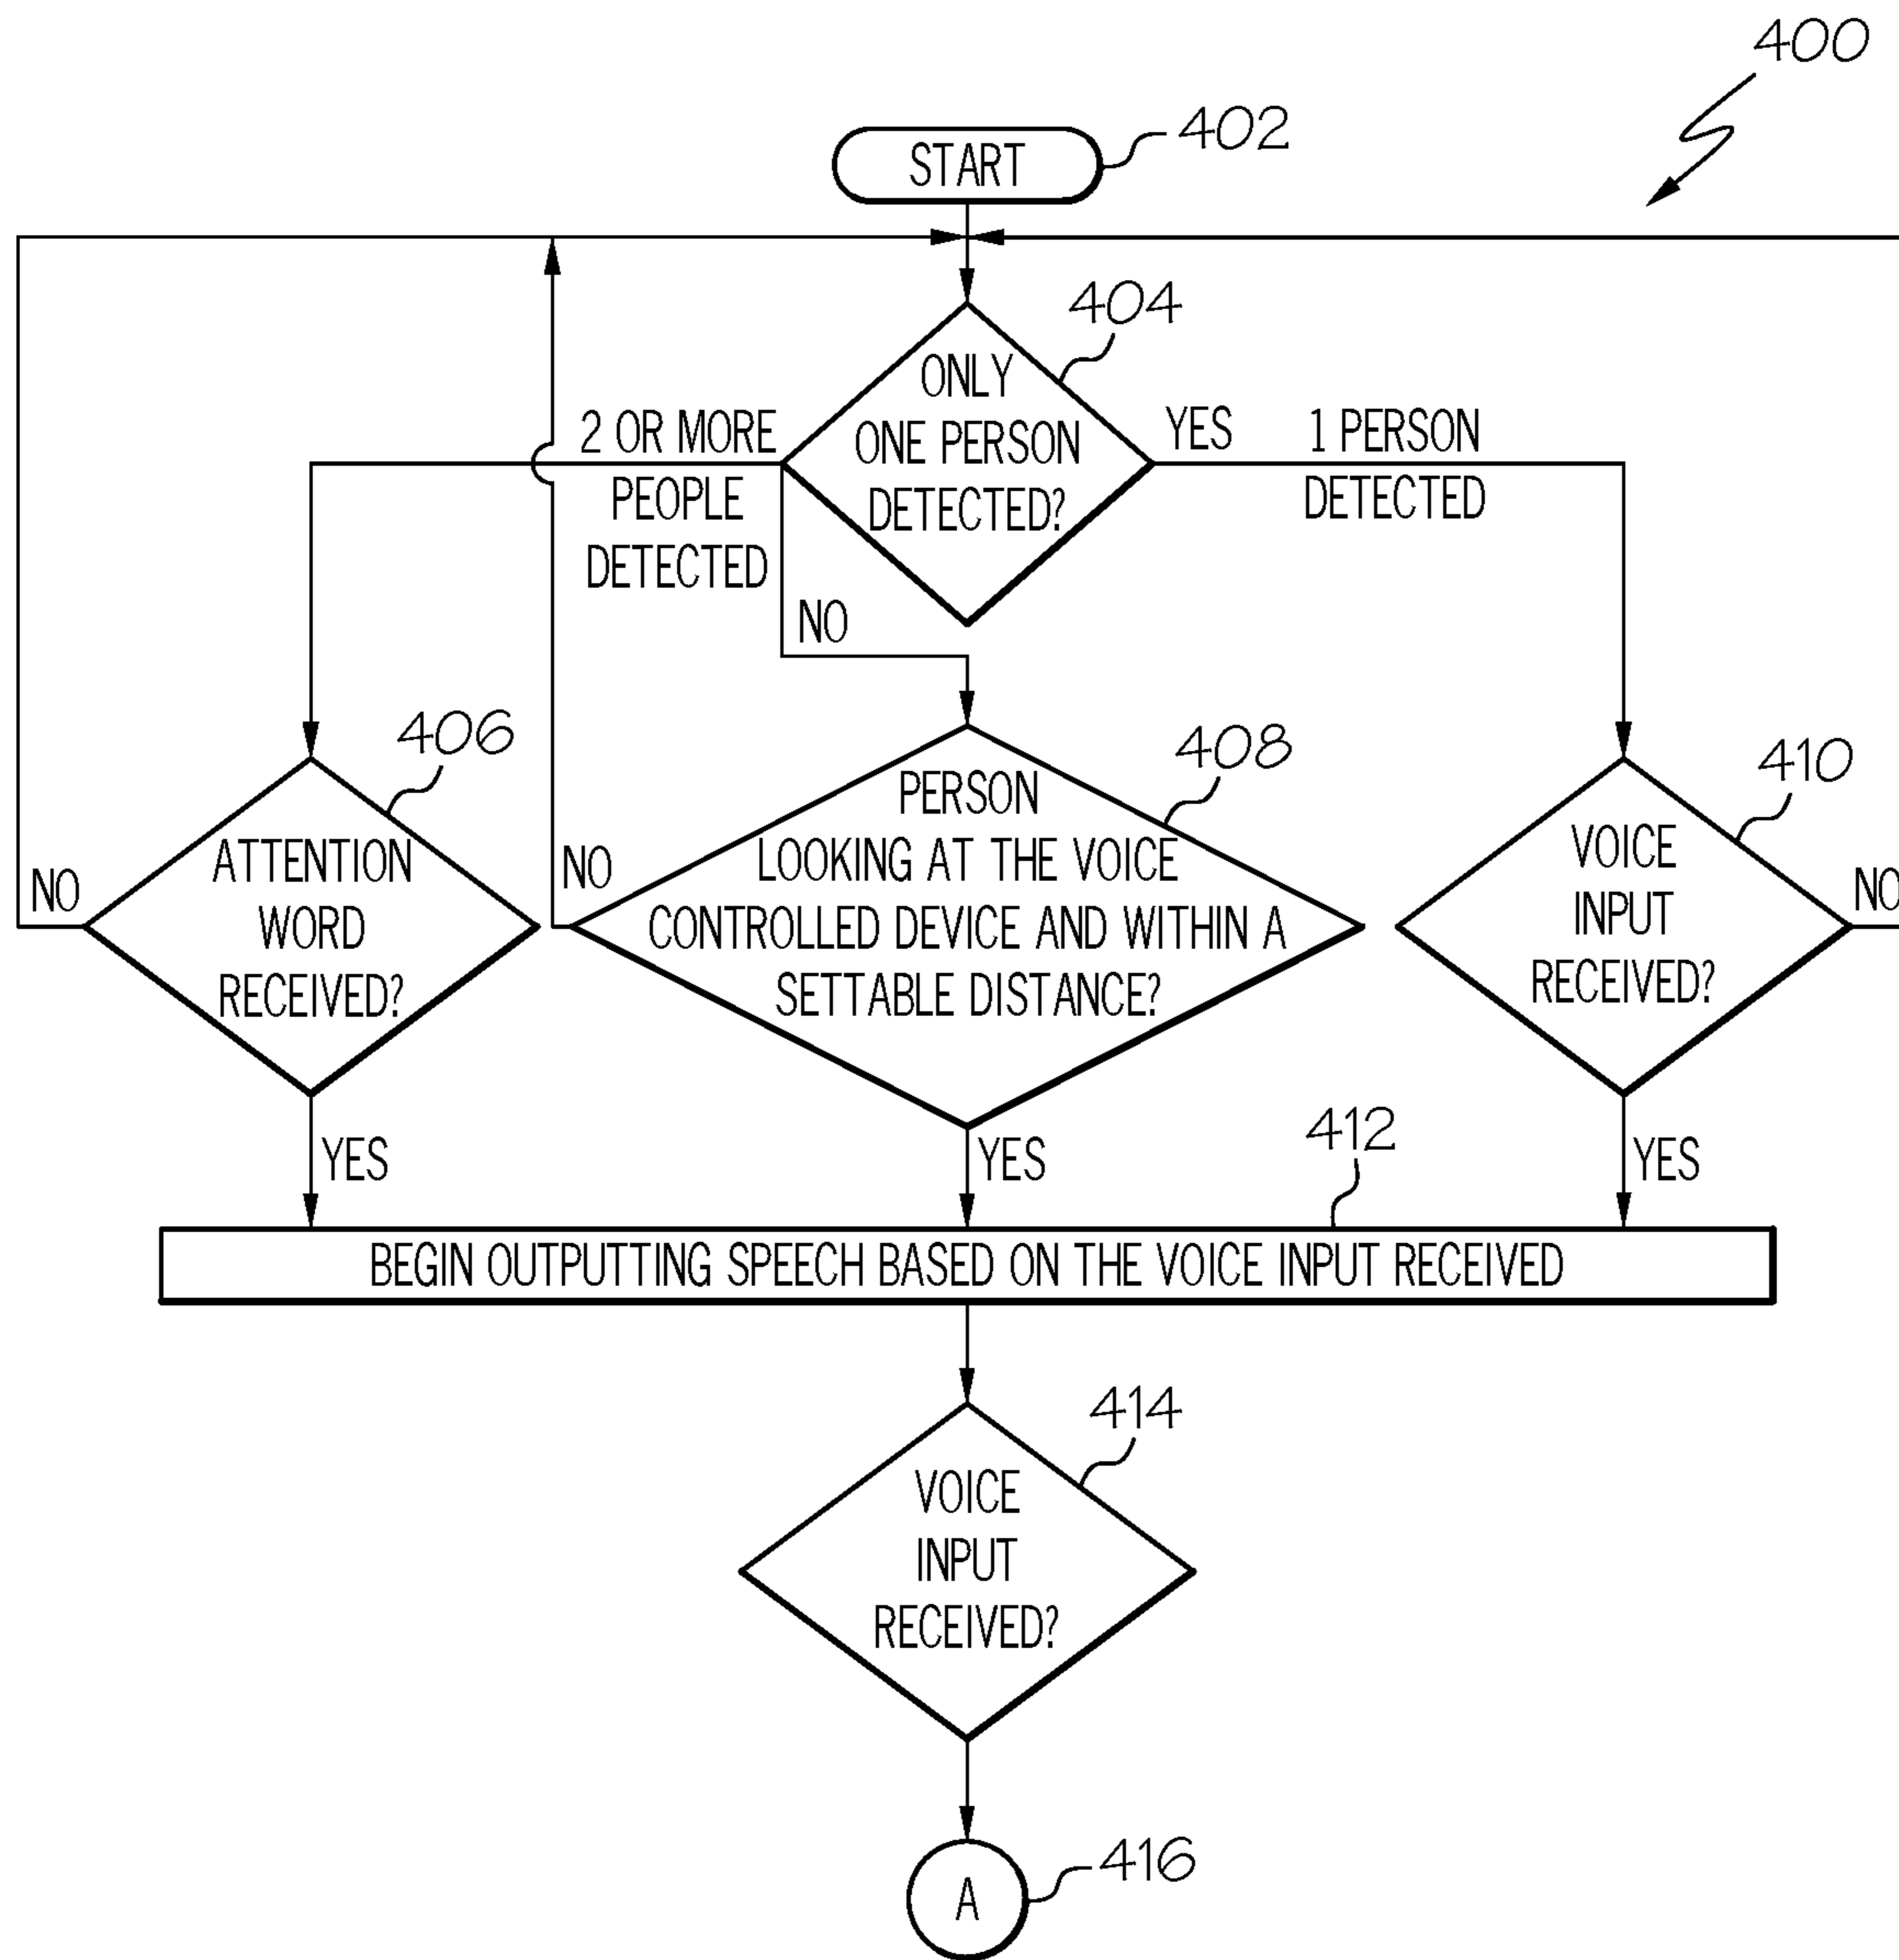 400
START
402
404
ONLY
ONE PERSON
DETECTED?
2 OR MORE
PEOPLE
DETECTED
YES
1 PERSON
DETECTED
NO
406
ATTENTION
WORD
RECEIVED?
NO
408
PERSON
LOOKING AT THE VOICE
CONTROLLED DEVICE AND WITHIN A
SETTABLE DISTANCE?
NO
410
VOICE
INPUT
RECEIVED?
NO
YES
YES
YES
412
BEGIN OUTPUTTING SPEECH BASED ON THE VOICE INPUT RECEIVED
414
VOICE
INPUT
RECEIVED?
A
416